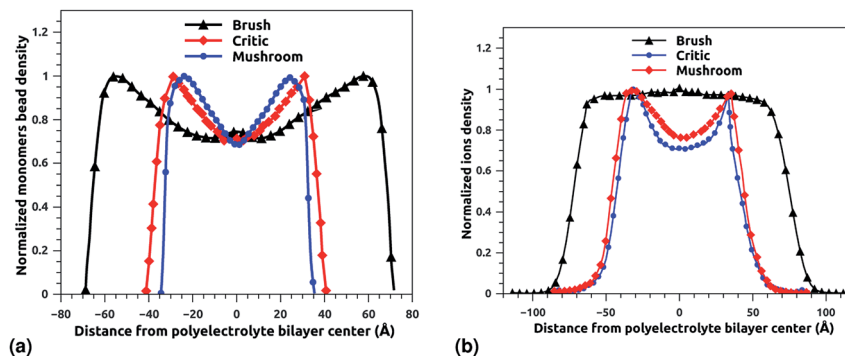 Normalized monomers bead density
1.2
1
0.8
0.6
0.4
0.2
0
Brush
Critic
Mushroom
−80 −60 −40 −20 0 20 40 60 80
Distance from polyelectrolyte bilayer center (Å)
(a)
Normalized ions density
1.2
1
0.8
0.6
0.4
0.2
0
Brush
Critic
Mushroom
−100 −50 0 50 100
Distance from polyelectrolyte bilayer center (Å)
(b)